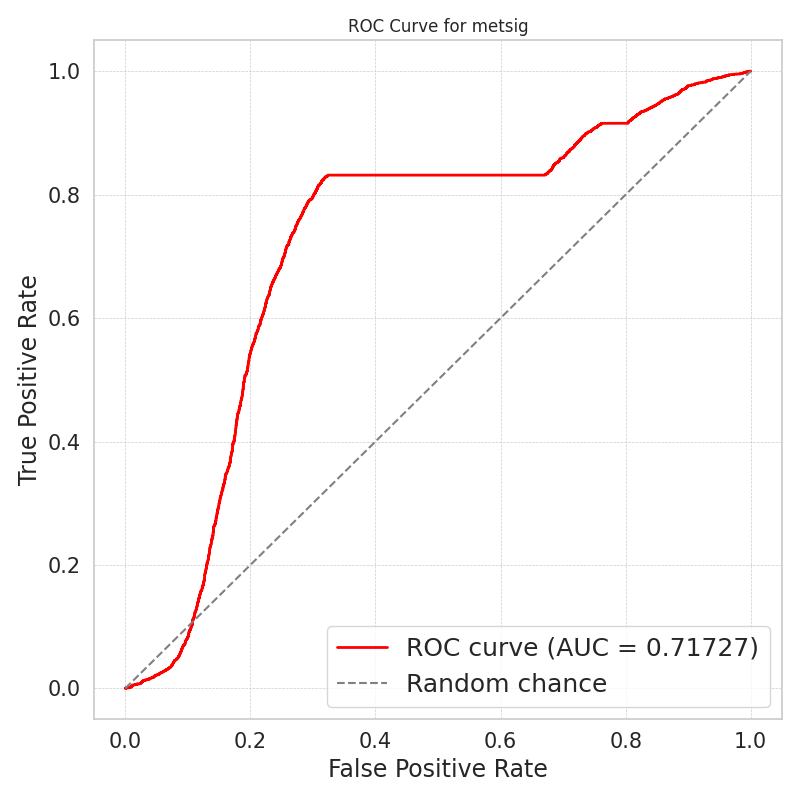 ROC Curve for metsig
True Positive Rate
1.0
0.8
0.6
0.4
0.2
0.0
ROC curve (AUC = 0.71727)
Random chance
0.0 0.2 0.4 0.6 0.8 1.0
False Positive Rate